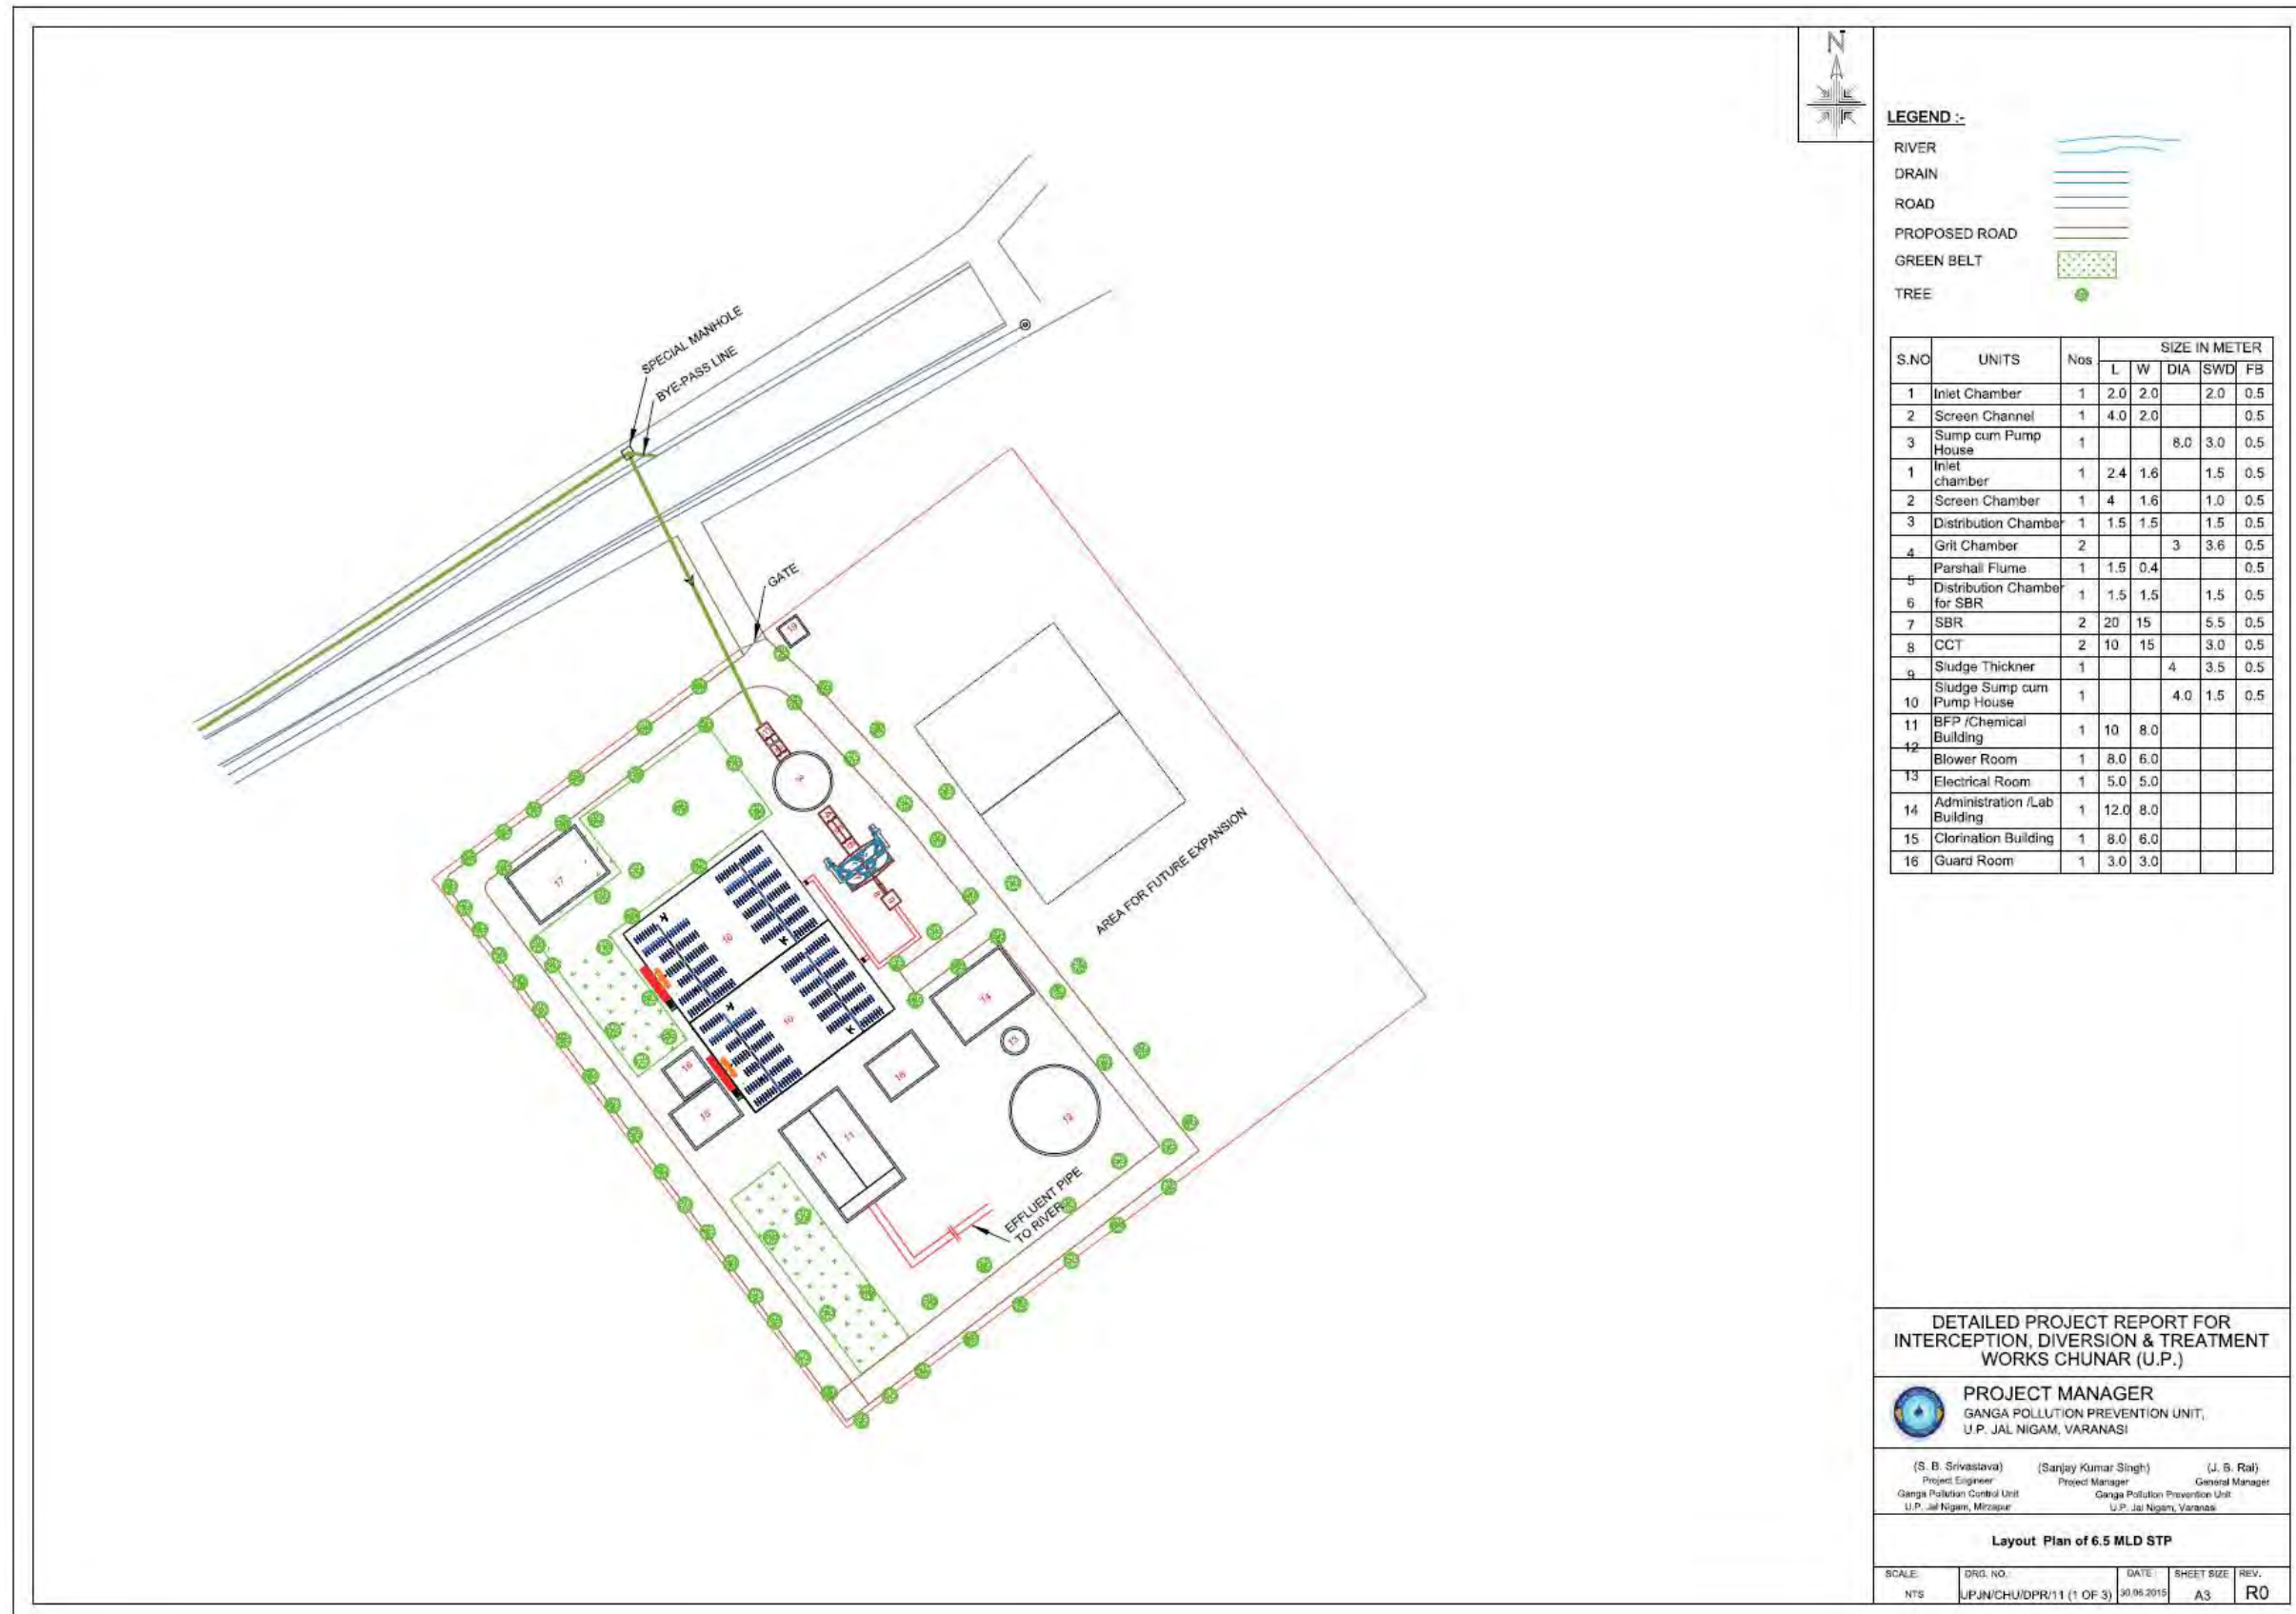 N
LEGEND :-
RIVER
DRAIN
ROAD
PROPOSED ROAD
GREEN BELT
TREE
SPECIAL MANHOLE
BYE-PASS LINE
GATE
AREA FOR FUTURE EXPANSION
EFFLUENT PIPE
TO RIVER
19
17
10
10
14
13
12
16
16
15
11
11
S.NO UNITS Nos SIZE IN METER
L W DIA SWD FB
1 Inlet Chamber 1 2.0 2.0 2.0 0.5
2 Screen Channel 1 4.0 2.0 0.5
3 Sump cum Pump House 1 8.0 3.0 0.5
1 Inlet chamber 1 2.4 1.6 1.5 0.5
2 Screen Chamber 1 4 1.6 1.0 0.5
3 Distribution Chamber 1 1.5 1.5 1.5 0.5
4 Grit Chamber 2 3 3.6 0.5
5 Parshall Flume 1 1.5 0.4 0.5
6 Distribution Chamber for SBR 1 1.5 1.5 1.5 0.5
7 SBR 2 20 15 5.5 0.5
8 CCT 2 10 15 3.0 0.5
9 Sludge Thickner 1 4 3.5 0.5
10 Sludge Sump cum Pump House 1 4.0 1.5 0.5
11 BFP /Chemical Building 1 10 8.0
12 Blower Room 1 8.0 6.0
13 Electrical Room 1 5.0 5.0
14 Administration /Lab Building 1 12.0 8.0
15 Clorination Building 1 8.0 6.0
16 Guard Room 1 3.0 3.0
DETAILED PROJECT REPORT FOR
INTERCEPTION, DIVERSION & TREATMENT
WORKS CHUNAR (U.P.)
PROJECT MANAGER
GANGA POLLUTION PREVENTION UNIT,
U.P. JAL NIGAM, VARANASI
(S. B. Srivastava) (Sanjay Kumar Singh) (J. B. Rai)
Project Engineer Project Manager General Manager
Ganga Pollution Control Unit Ganga Pollution Prevention Unit
U.P. Jal Nigam, Mirzapur U.P. Jal Nigam, Varanasi
Layout Plan of 6.5 MLD STP
SCALE: DRG. NO.: DATE: SHEET SIZE REV.
NTS UPJN/CHU/DPR/11 (1 OF 3) 30.06.2015 A3 R0